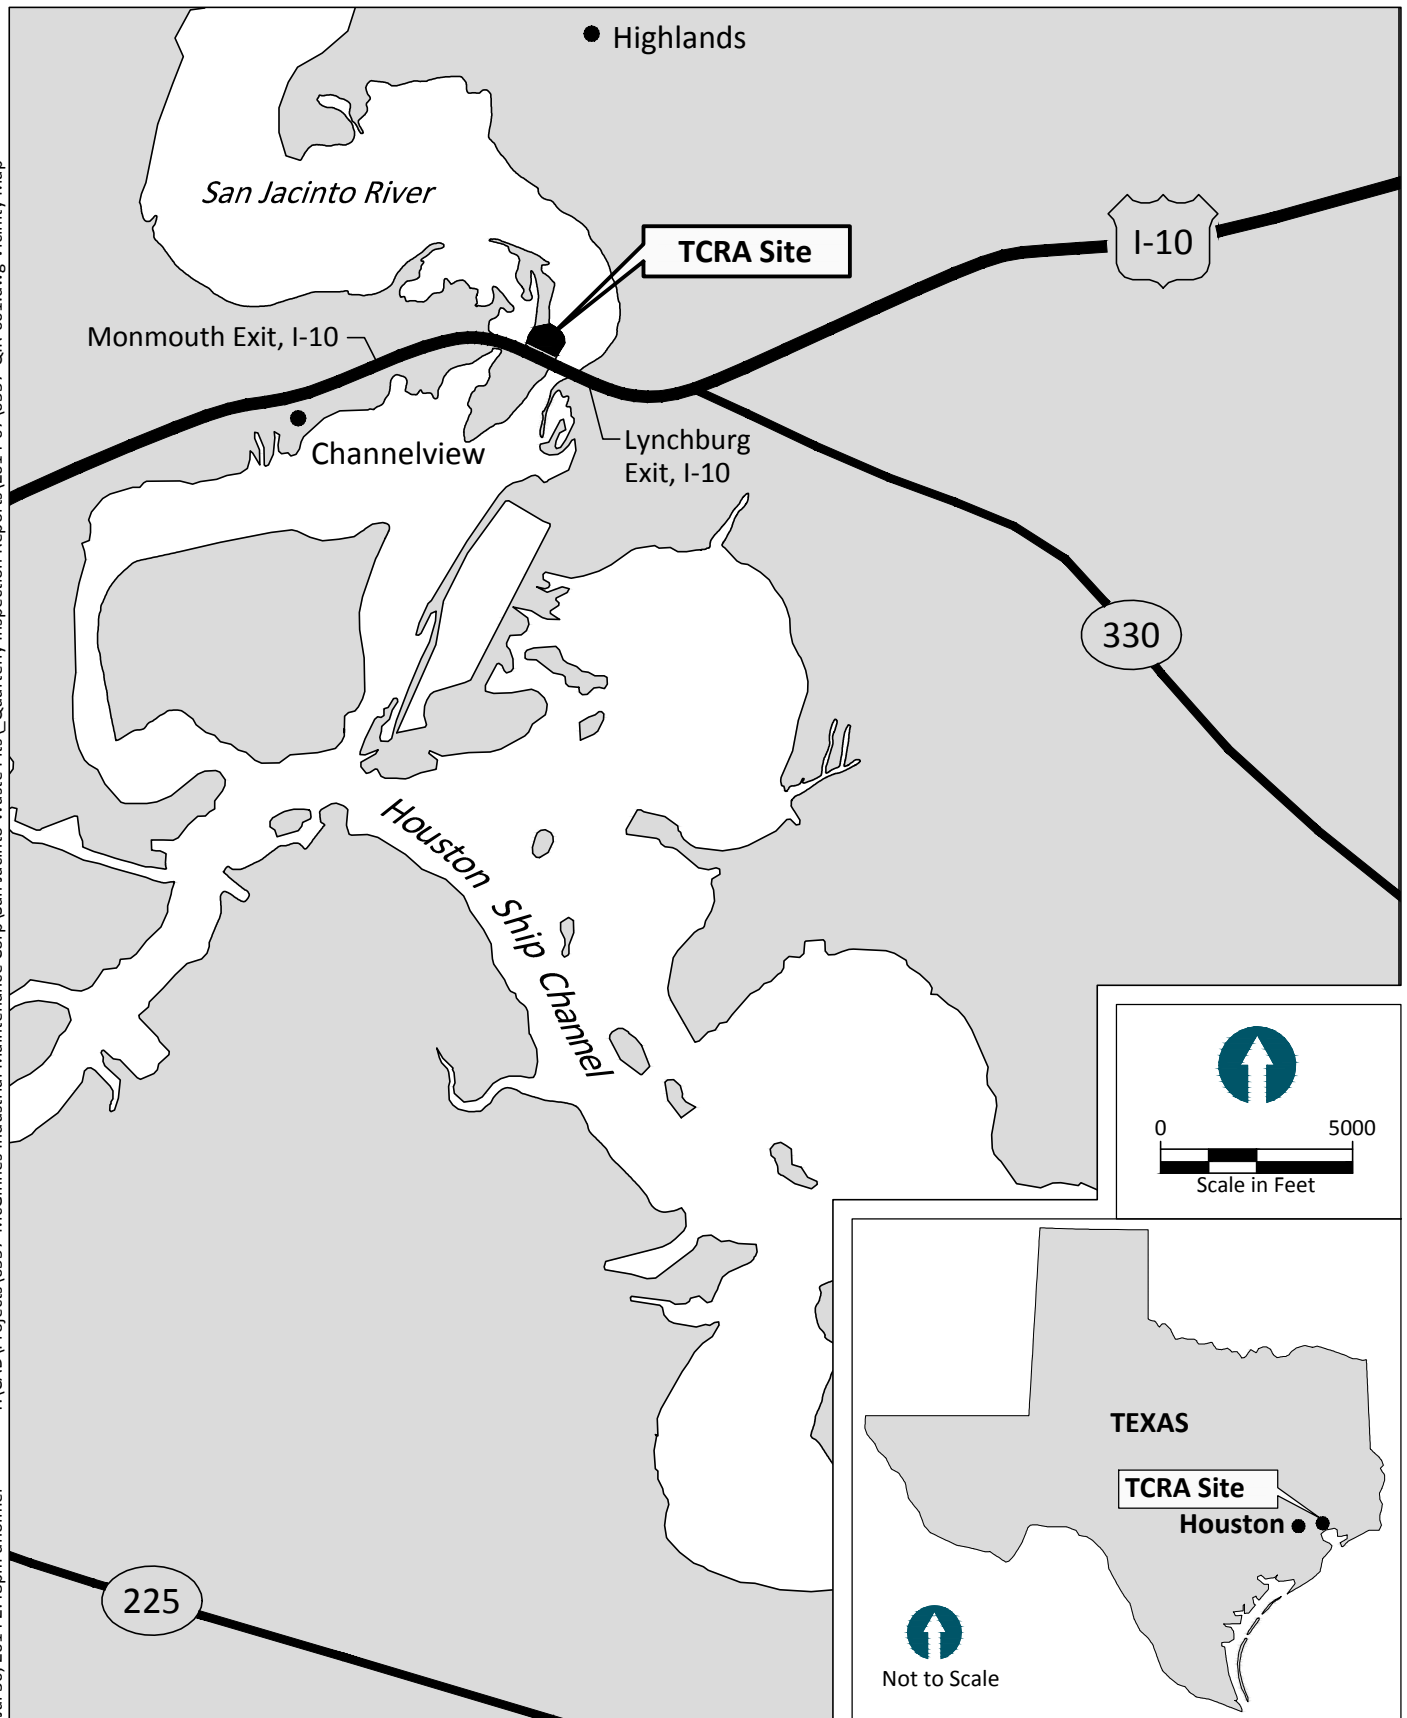 Highlands
San Jacinto River
TCRA Site
I-10
Monmouth Exit, I-10
Channelview
Lynchburg
Exit, I-10
330
Houston Ship Channel
0 5000
Scale in Feet
TEXAS
TCRA Site
Houston
225
Not to Scale